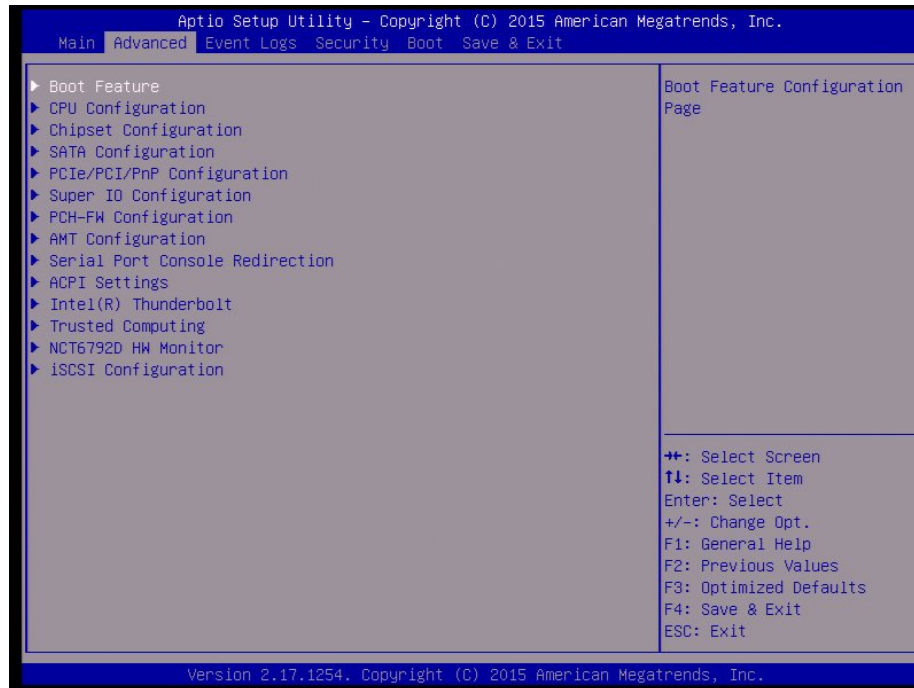 Aptio Setup Utility – Copyright (C) 2015 American Megatrends, Inc.
Main Advanced Event Logs Security Boot Save & Exit
Boot Feature
CPU Configuration
Chipset Configuration
SATA Configuration
PCIe/PCI/PnP Configuration
Super IO Configuration
PCH-FW Configuration
AMT Configuration
Serial Port Console Redirection
ACPI Settings
Intel(R) Thunderbolt
Trusted Computing
NCT6792D HW Monitor
iSCSI Configuration
Boot Feature Configuration
Page
→←: Select Screen
↑↓: Select Item
Enter: Select
+/-: Change Opt.
F1: General Help
F2: Previous Values
F3: Optimized Defaults
F4: Save & Exit
ESC: Exit
Version 2.17.1254. Copyright (C) 2015 American Megatrends, Inc.